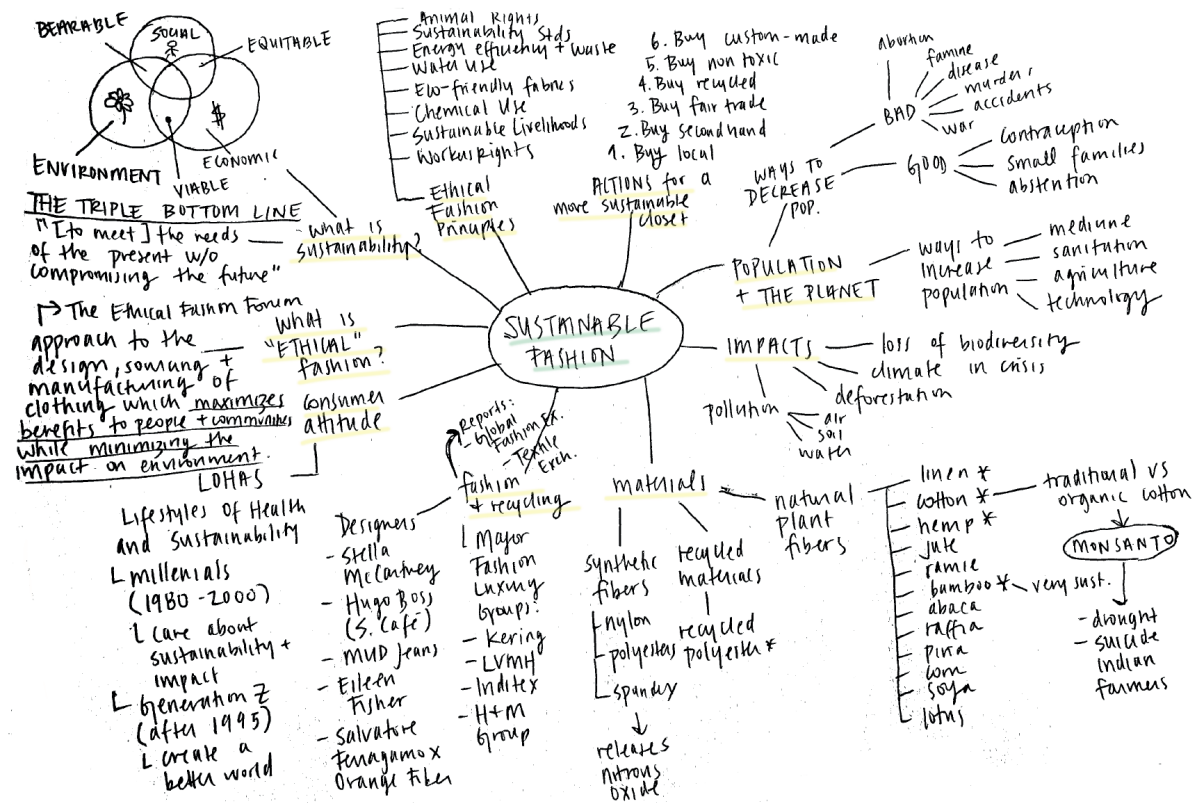 BEARABLE
SOCIAL
EQUITABLE
$
ENVIRONMENT
ECONOMIC
VIABLE
THE TRIPLE BOTTOM LINE
"[to meet] the needs
of the present w/o
compromising the future"
what is
sustainability?
Animal Rights
Sustainability Stds
Energy efficiency + waste
Water use
Eco-friendly fabrics
Chemical Use
Sustainable Livelihoods
Workers Rights
Ethical
Fashion
Principles
6. Buy custom-made
5. Buy non toxic
4. Buy recycled
3. Buy fair trade
2. Buy secondhand
1. Buy local
ACTIONS for a
more sustainable
closet
abortion
famine
disease
murders
accidents
war
BAD
WAYS TO
DECREASE
POP.
GOOD
contraception
small families
abstention
POPULATION
+ THE PLANET
ways to
increase
population
medicine
sanitation
agriculture
technology
SUSTAINABLE
FASHION
The Ethical Fashion Forum
approach to the
design, sourcing +
manufacturing of
clothing which maximizes
benefits to people + communities
while minimizing the
impact on environment.
What is
"ETHICAL"
fashion?
consumer
attitude
LOHAS
Lifestyles of Health
and Sustainability
millenials
(1980-2000)
care about
sustainability +
impact
Generation Z
(after 1995)
create a
better world
IMPACTS
loss of biodiversity
climate in crisis
deforestation
pollution
air
soil
water
Reports:
- Global
Fashion Ex.
- Textile
Exch.
fashion
+ recycling
Designers
- Stella
McCartney
- Hugo Boss
(S. Café)
- MUD Jeans
- Eileen
Fisher
- Salvatore
Ferragamo x
Orange Fiber
Major
Fashion
Luxury
Groups:
- Kering
- LVMH
- Inditex
- H+M
Group
materials
synthetic
fibers
nylon
polyesters
spandex
releases
nitrous
oxide
recycled
materials
recycled
polyester *
natural
plant
fibers
linen *
cotton *
hemp *
jute
ramie
bamboo *
very sust.
abaca
raffia
pina
corn
soya
lotus
traditional vs
organic cotton
MONSANTO
- drought
- suicide
indian
farmers